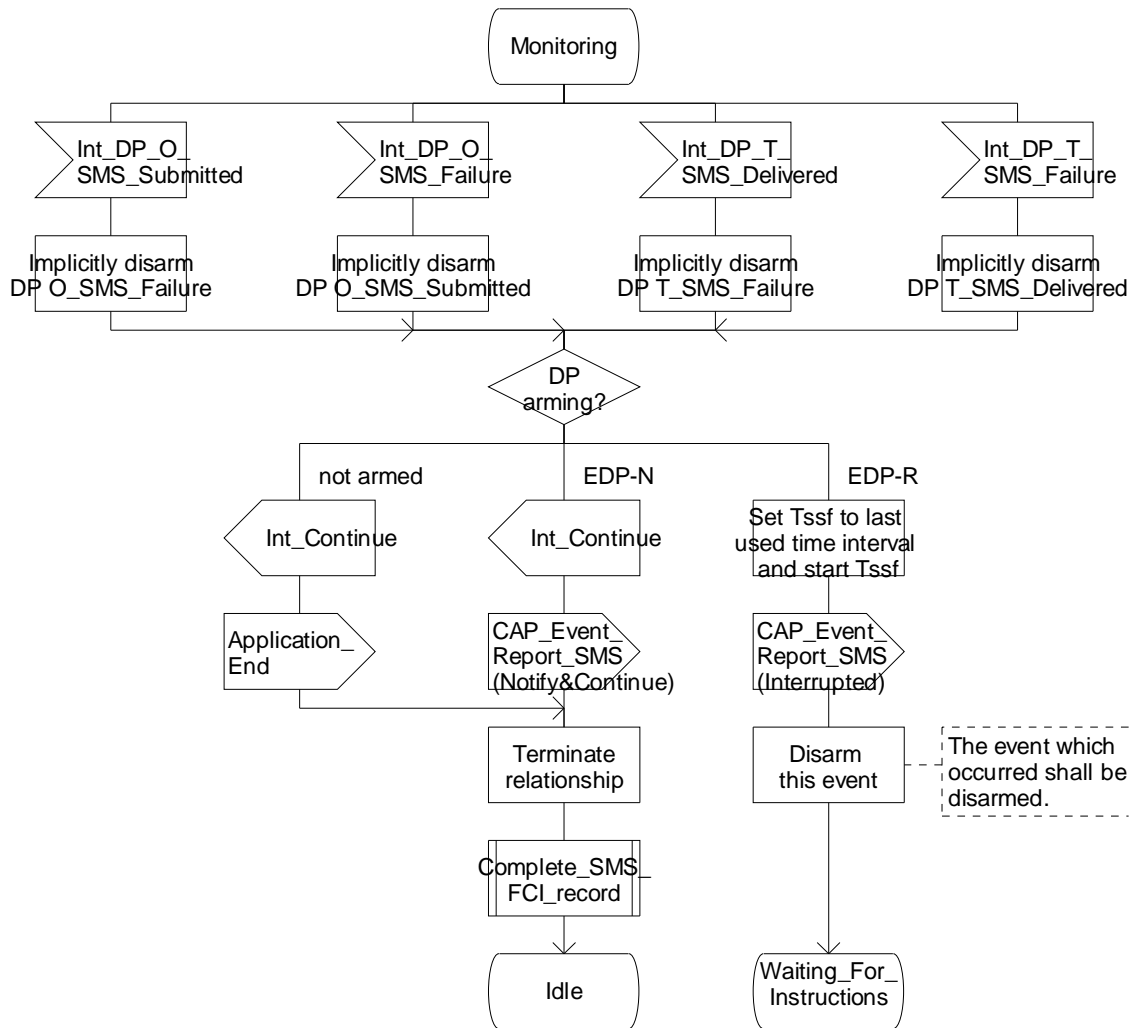 Monitoring
Int_DP_O_
SMS_Submitted
Int_DP_O_
SMS_Failure
Int_DP_T_
SMS_Delivered
Int_DP_T_
SMS_Failure
Implicitly disarm
DP O_SMS_Failure
Implicitly disarm
DP O_SMS_Submitted
Implicitly disarm
DP T_SMS_Failure
Implicitly disarm
DP T_SMS_Delivered
DP
arming?
not armed
EDP-N
EDP-R
Int_Continue
Int_Continue
Set Tssf to last
used time interval
and start Tssf
Application_
End
CAP_Event_
Report_SMS
(Notify&Continue)
CAP_Event_
Report_SMS
(Interrupted)
Terminate
relationship
Disarm
this event
The event which
occurred shall be
disarmed.
Complete_SMS_
FCI_record
Idle
Waiting_For_
Instructions